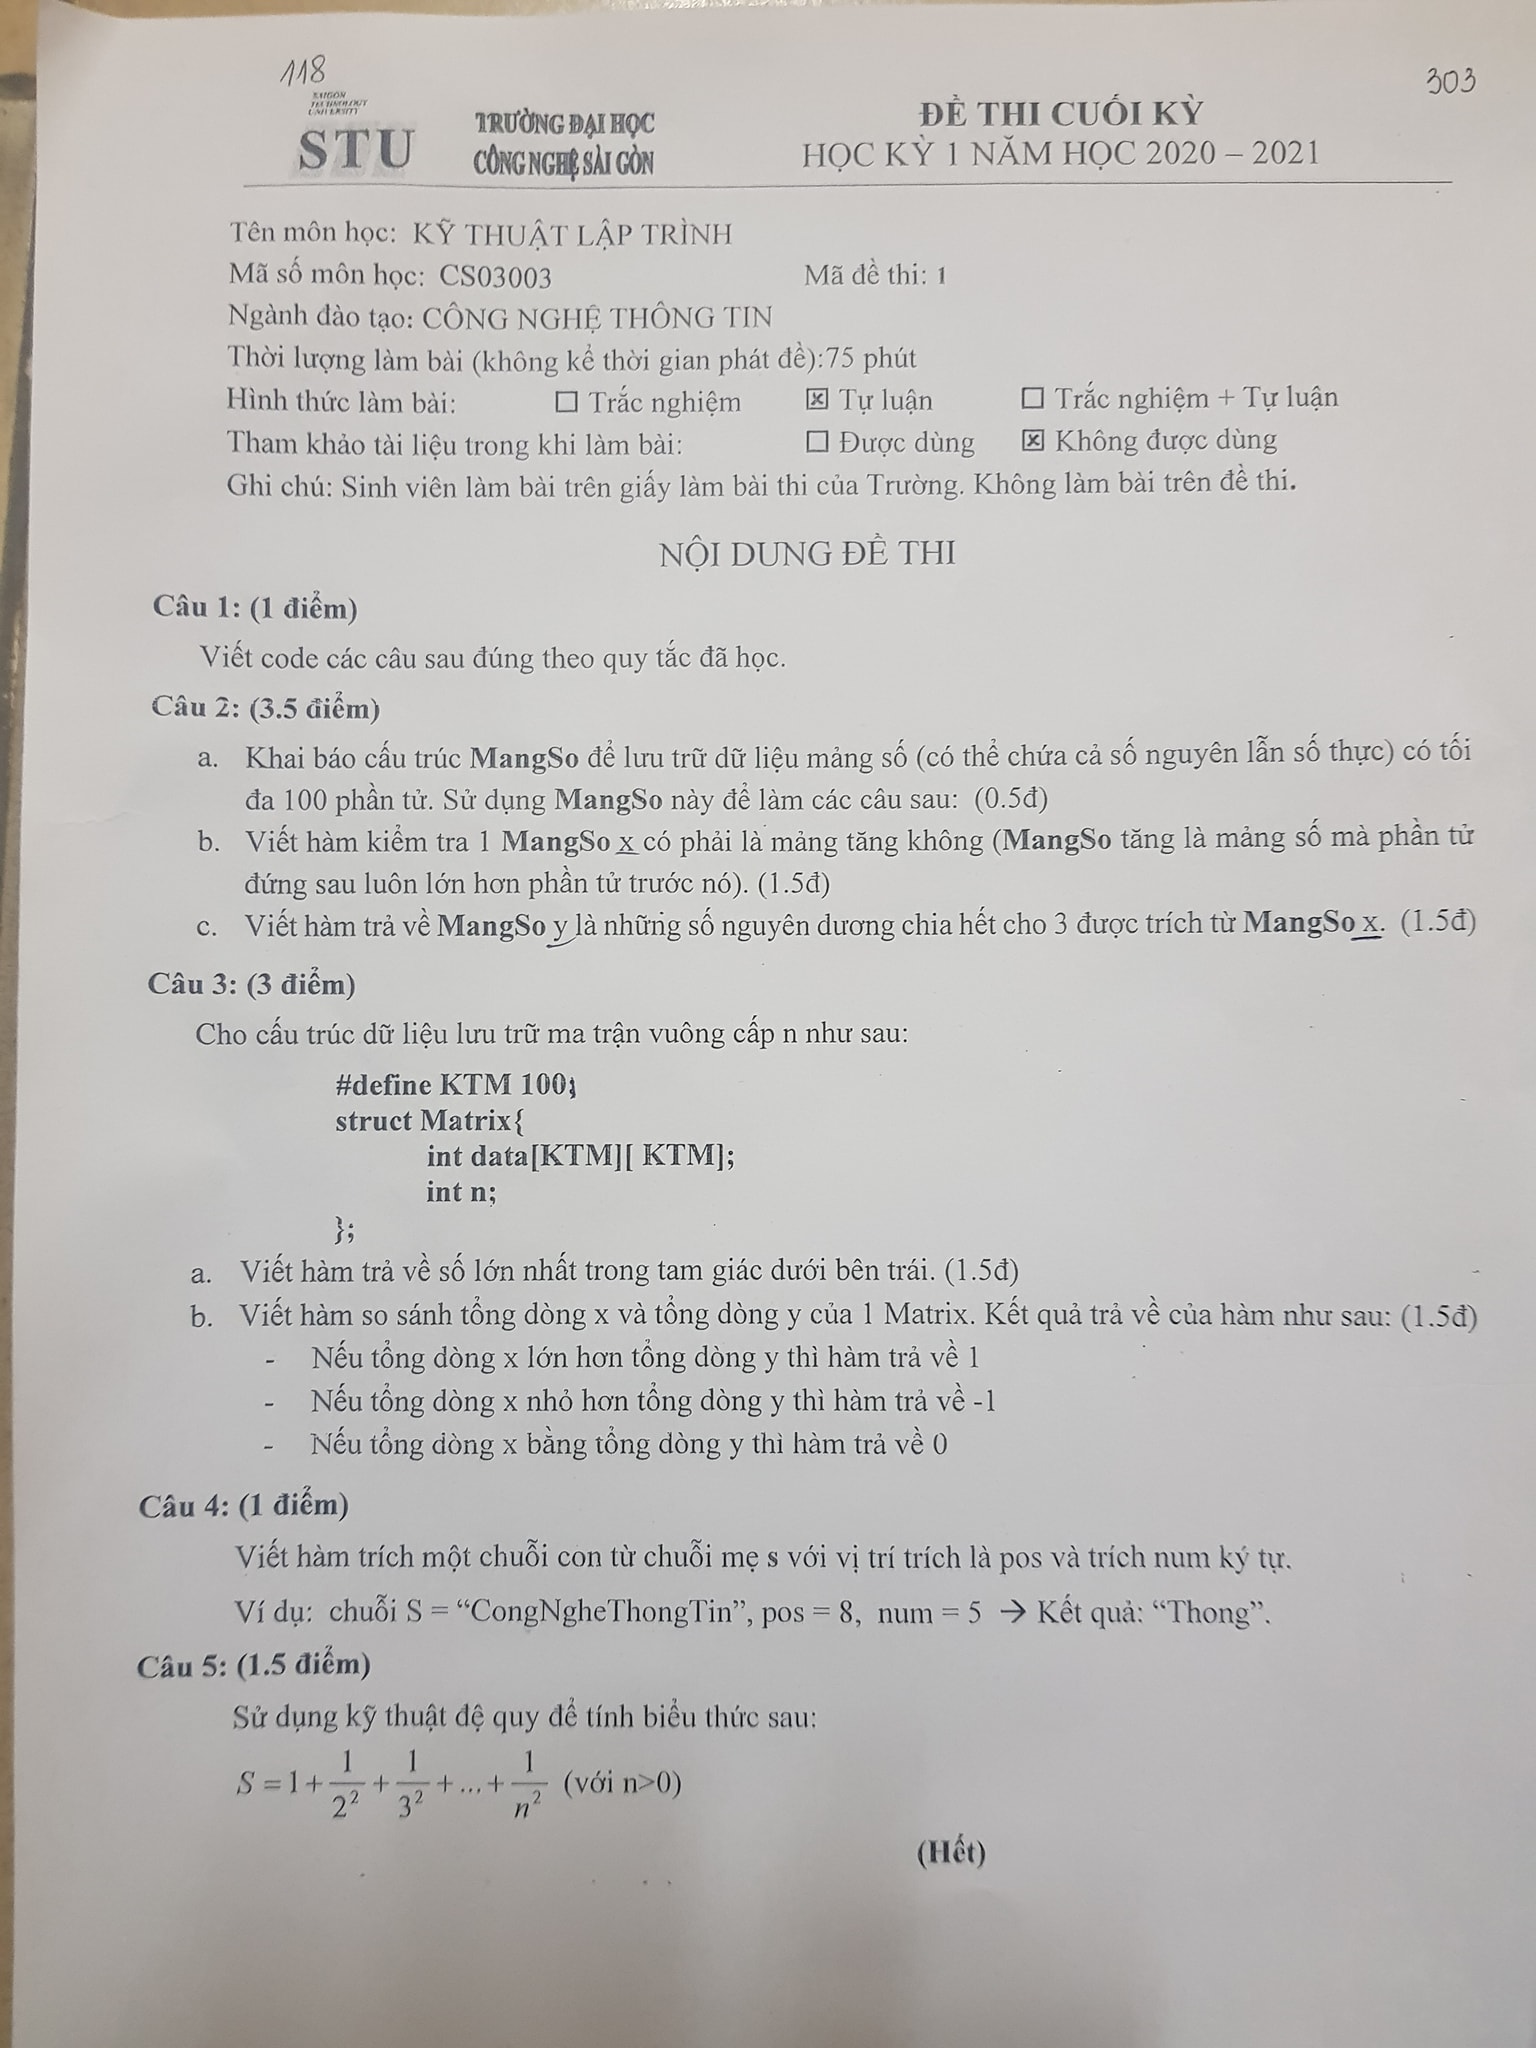 118
303
SAIGON
TECHNOLOGY
UNIVERSITY
STU
TRƯỜNG ĐẠI HỌC
CÔNG NGHỆ SÀI GÒN
ĐỀ THI CUỐI KỲ
HỌC KỲ 1 NĂM HỌC 2020 – 2021
Tên môn học: KỸ THUẬT LẬP TRÌNH
Mã số môn học: CS03003 Mã đề thi: 1
Ngành đào tạo: CÔNG NGHỆ THÔNG TIN
Thời lượng làm bài (không kể thời gian phát đề):75 phút
Hình thức làm bài: ☐ Trắc nghiệm ☒ Tự luận ☐ Trắc nghiệm + Tự luận
Tham khảo tài liệu trong khi làm bài: ☐ Được dùng ☒ Không được dùng
Ghi chú: Sinh viên làm bài trên giấy làm bài thi của Trường. Không làm bài trên đề thi.
NỘI DUNG ĐỀ THI
Câu 1: (1 điểm)
Viết code các câu sau đúng theo quy tắc đã học.
Câu 2: (3.5 điểm)
a. Khai báo cấu trúc MangSo để lưu trữ dữ liệu mảng số (có thể chứa cả số nguyên lẫn số thực) có tối
đa 100 phần tử. Sử dụng MangSo này để làm các câu sau: (0.5đ)
b. Viết hàm kiểm tra 1 MangSo x có phải là mảng tăng không (MangSo tăng là mảng số mà phần tử
đứng sau luôn lớn hơn phần tử trước nó). (1.5đ)
c. Viết hàm trả về MangSo y là những số nguyên dương chia hết cho 3 được trích từ MangSo x. (1.5đ)
Câu 3: (3 điểm)
Cho cấu trúc dữ liệu lưu trữ ma trận vuông cấp n như sau:
#define KTM 100;
struct Matrix{
int data[KTM][ KTM];
int n;
};
a. Viết hàm trả về số lớn nhất trong tam giác dưới bên trái. (1.5đ)
b. Viết hàm so sánh tổng dòng x và tổng dòng y của 1 Matrix. Kết quả trả về của hàm như sau: (1.5đ)
- Nếu tổng dòng x lớn hơn tổng dòng y thì hàm trả về 1
- Nếu tổng dòng x nhỏ hơn tổng dòng y thì hàm trả về -1
- Nếu tổng dòng x bằng tổng dòng y thì hàm trả về 0
Câu 4: (1 điểm)
Viết hàm trích một chuỗi con từ chuỗi mẹ s với vị trí trích là pos và trích num ký tự.
Ví dụ: chuỗi S = “CongNgheThongTin”, pos = 8, num = 5 → Kết quả: “Thong”.
Câu 5: (1.5 điểm)
Sử dụng kỹ thuật đệ quy để tính biểu thức sau:
S = 1 + 1/2² + 1/3² + ... + 1/n² (với n>0)
(Hết)